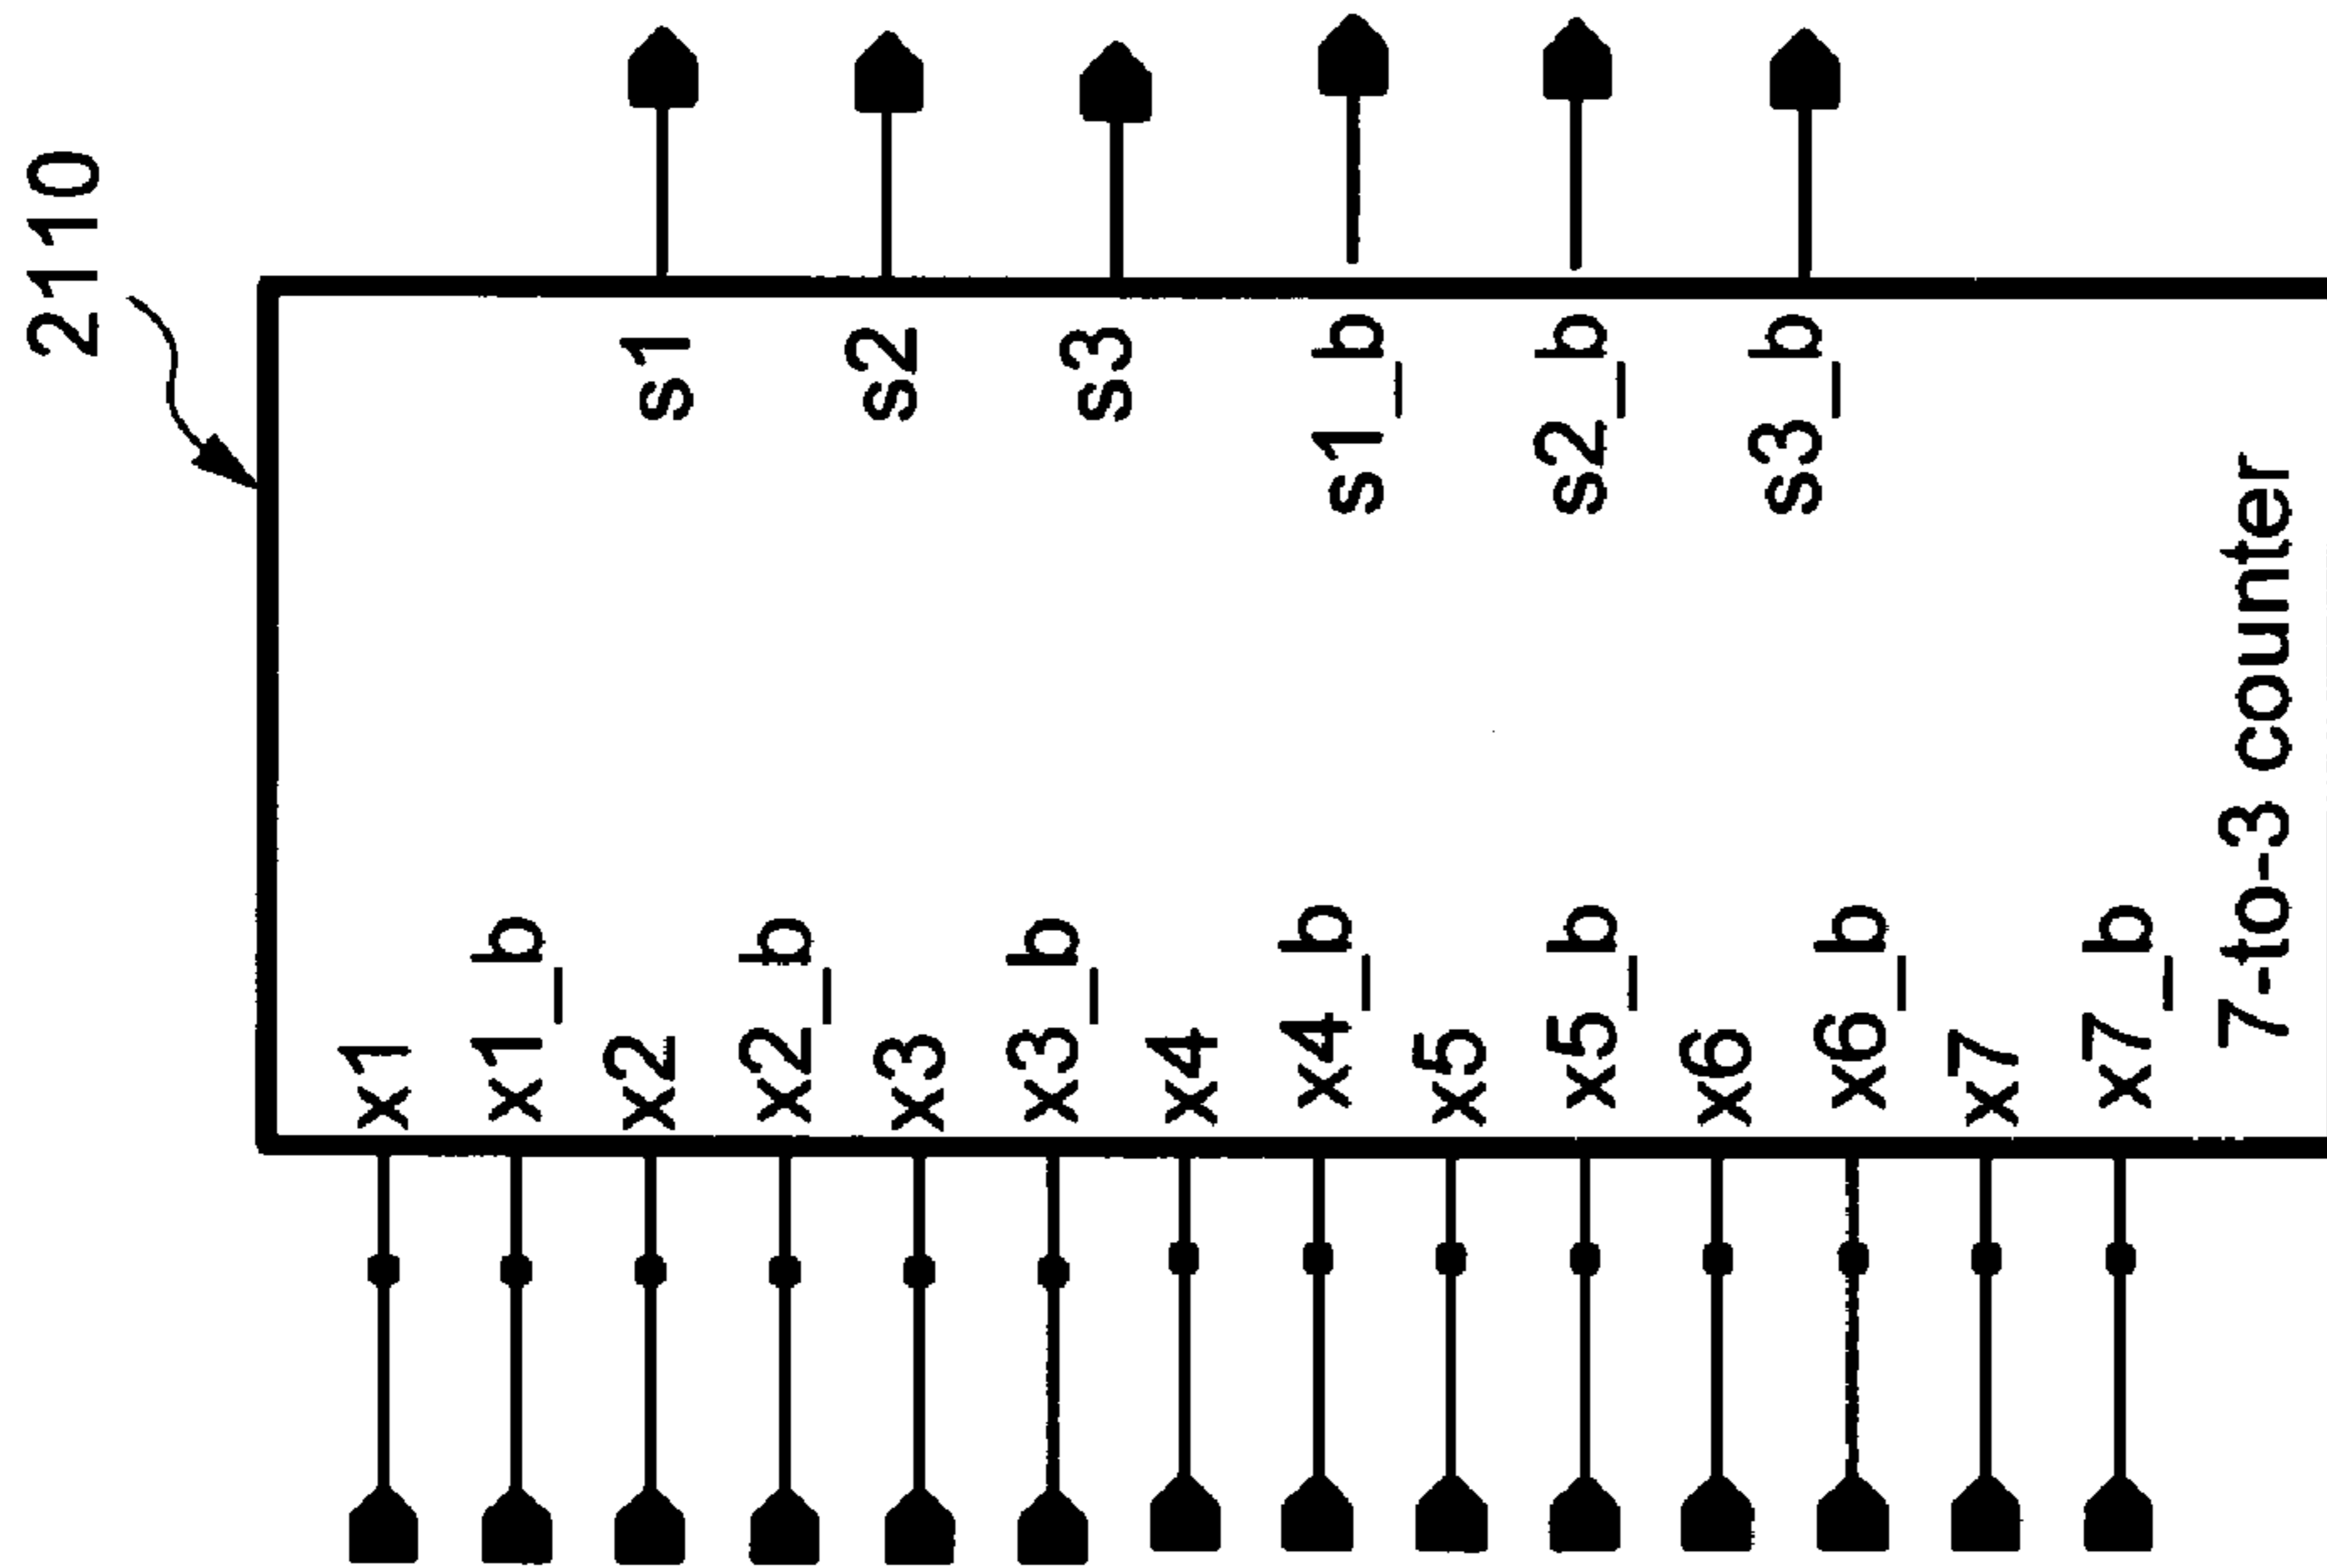 2110
x1
x1_b
x2
x2_b
x3
x3_b
x4
x4_b
x5
x5_b
x6
x6_b
x7
x7_b
s1
s2
s3
s1_b
s2_b
s3_b
7-to-3 counter